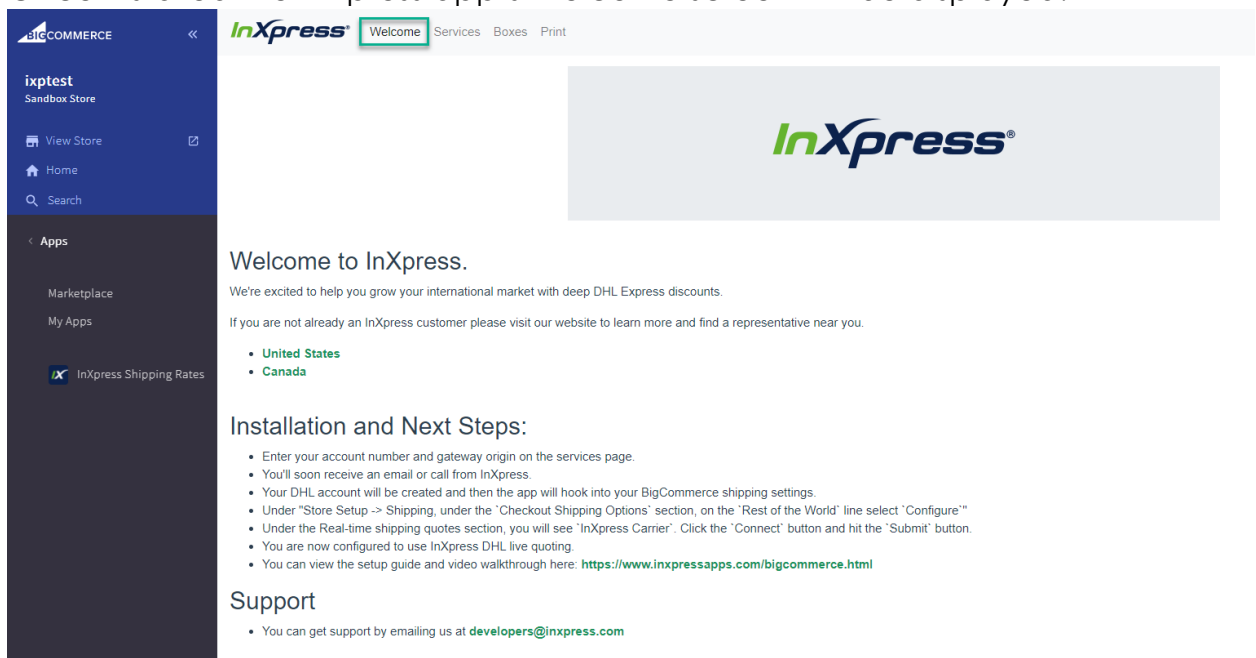 BIGCOMMERCE «
InXpress® Welcome Services Boxes Print
ixptest
Sandbox Store
View Store
Home
Search
InXpress®
< Apps
Marketplace
My Apps
IX InXpress Shipping Rates
Welcome to InXpress.
We're excited to help you grow your international market with deep DHL Express discounts.
If you are not already an InXpress customer please visit our website to learn more and find a representative near you.
• United States
• Canada
Installation and Next Steps:
• Enter your account number and gateway origin on the services page.
• You'll soon receive an email or call from InXpress.
• Your DHL account will be created and then the app will hook into your BigCommerce shipping settings.
• Under "Store Setup -> Shipping, under the `Checkout Shipping Options` section, on the `Rest of the World` line select `Configure`"
• Under the Real-time shipping quotes section, you will see `InXpress Carrier`. Click the `Connect` button and hit the `Submit` button.
• You are now configured to use InXpress DHL live quoting.
• You can view the setup guide and video walkthrough here: https://www.inxpressapps.com/bigcommerce.html
Support
• You can get support by emailing us at developers@inxpress.com